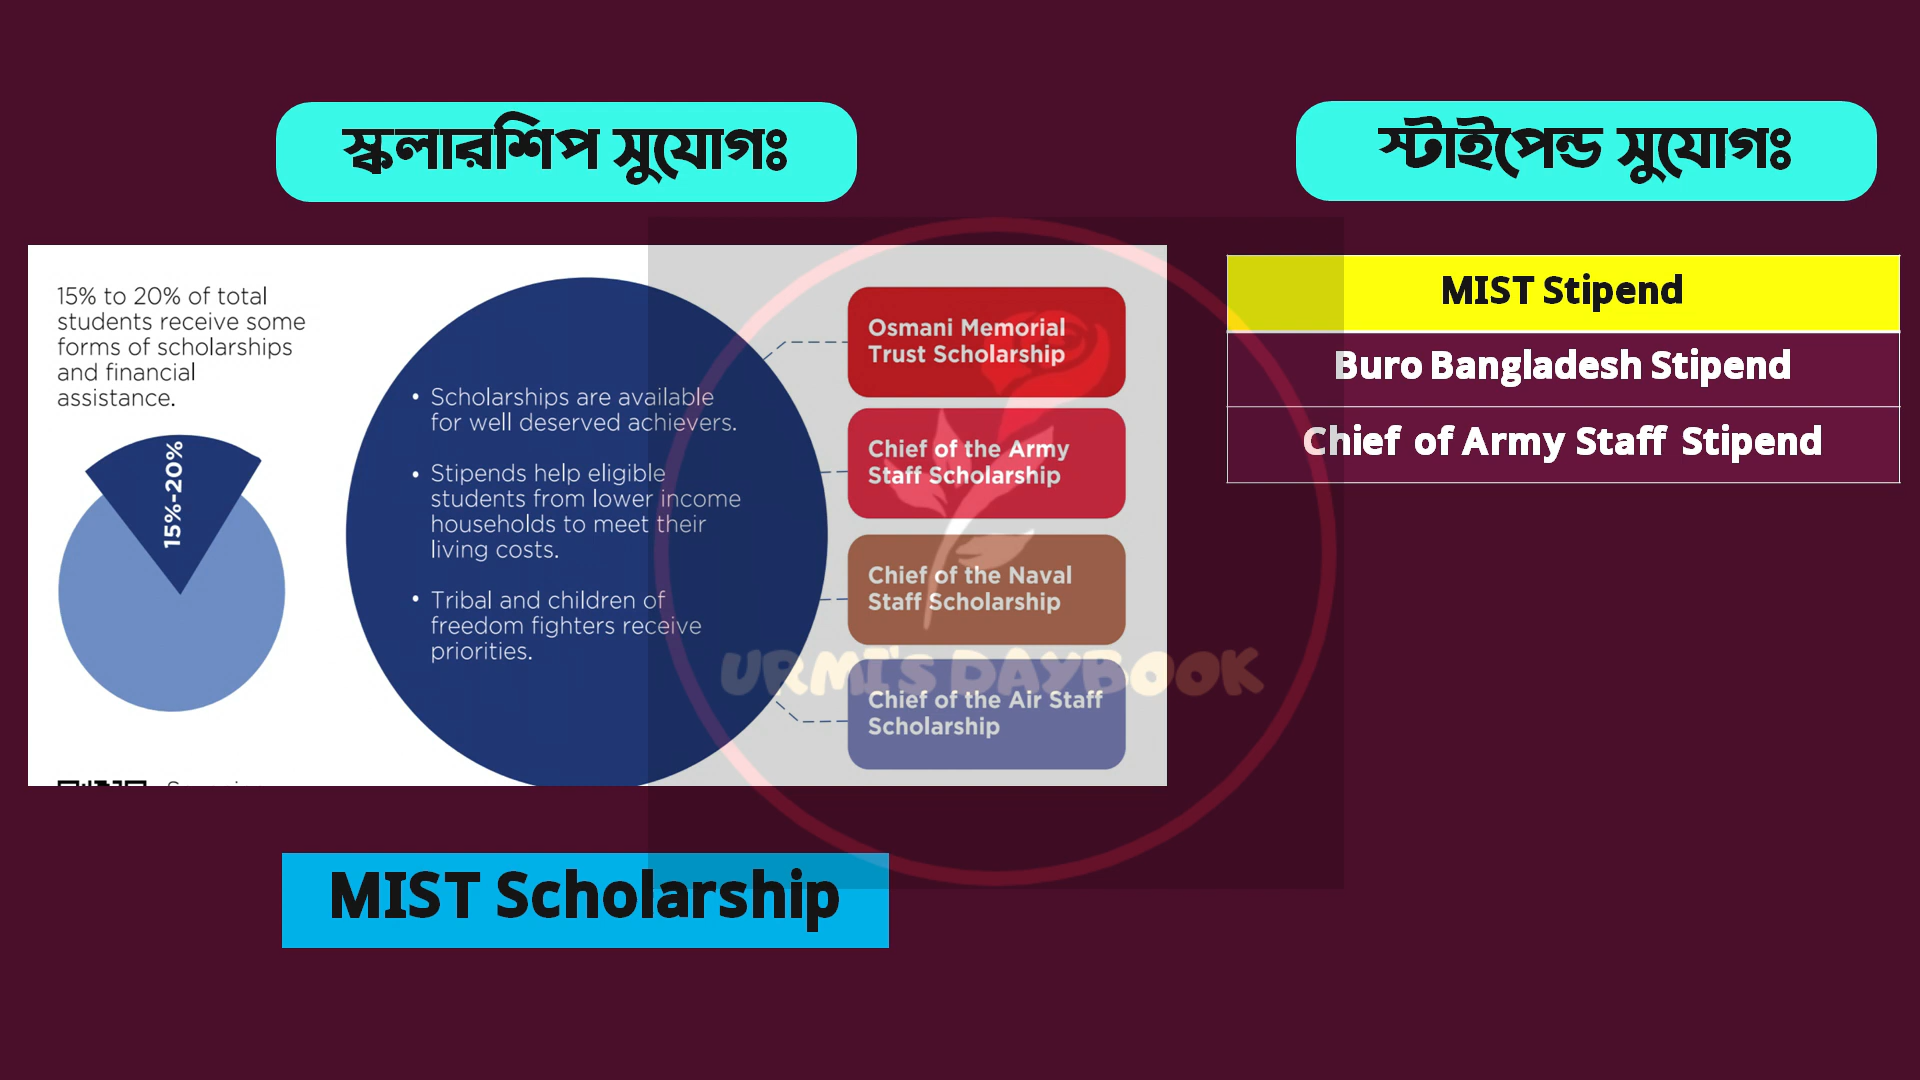 স্কলারশিপ সুযোগঃ
স্টাইপেন্ড সুযোগঃ
15% to 20% of total
students receive some
forms of scholarships
and financial
assistance.
15%-20%
• Scholarships are available
for well deserved achievers.
• Stipends help eligible
students from lower income
households to meet their
living costs.
• Tribal and children of
freedom fighters receive
priorities.
Osmani Memorial
Trust Scholarship
Chief of the Army
Staff Scholarship
Chief of the Naval
Staff Scholarship
Chief of the Air Staff
Scholarship
URMI'S DAYBOOK
MIST Stipend
Buro Bangladesh Stipend
Chief of Army Staff Stipend
MIST Scholarship